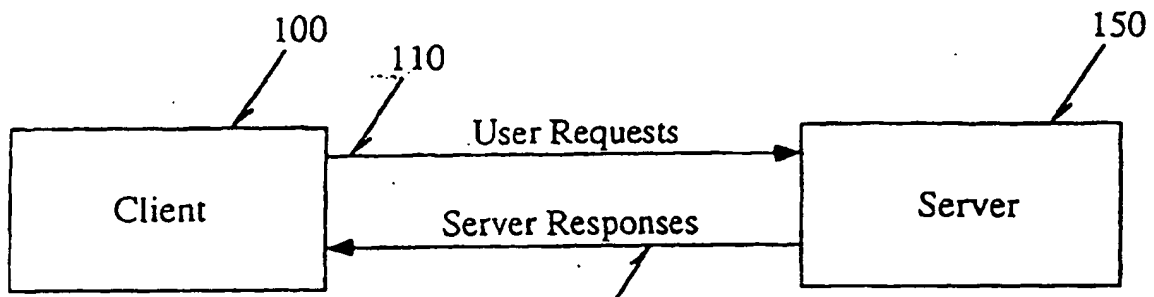 100
110
150
User Requests
Client
Server
Server Responses